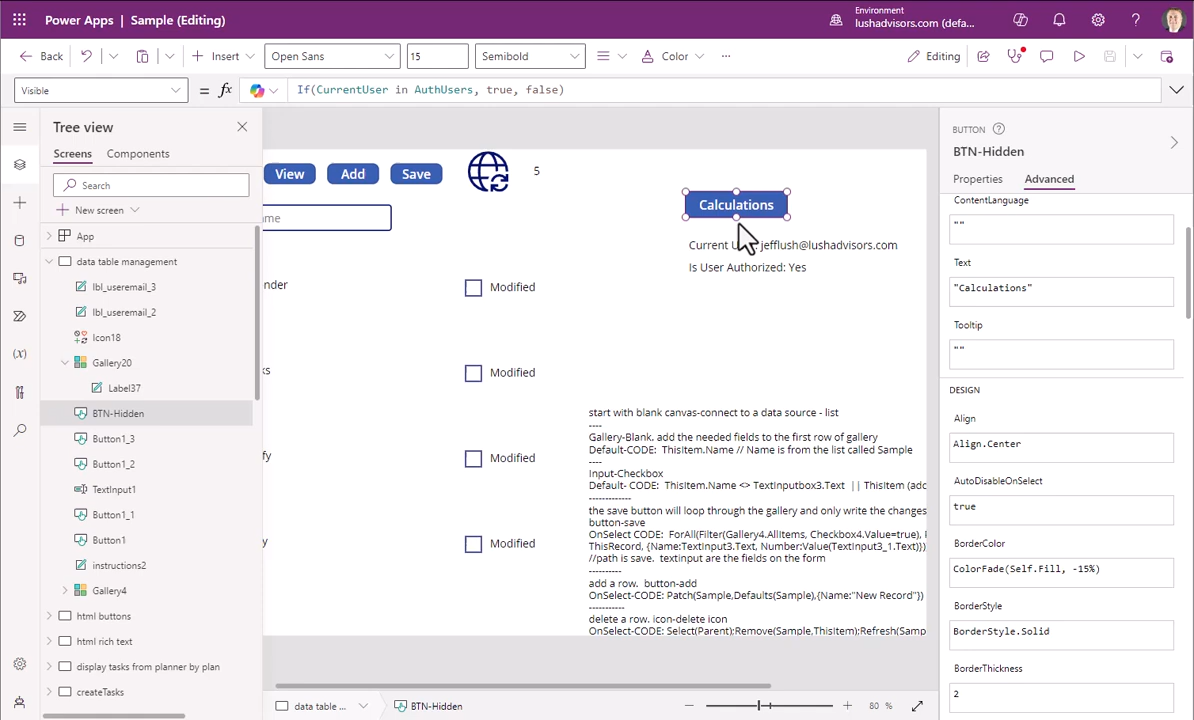 Power Apps | Sample (Editing)
Environment
lushadvisors.com (defa...
Back
Insert
Open Sans
15
Semibold
Color
Editing
Visible
= fx
If(CurrentUser in AuthUsers, true, false)
Tree view
Screens
Components
Search
New screen
App
data table management
lbl_useremail_3
lbl_useremail_2
Icon18
Gallery20
Label37
BTN-Hidden
Button1_3
Button1_2
TextInput1
Button1_1
Button1
instructions2
Gallery4
html buttons
html rich text
display tasks from planner by plan
createTasks
View
Add
Save
5
Calculations
Current U jefflush@lushadvisors.com
Is User Authorized: Yes
Modified
Modified
Modified
Modified
start with blank canvas-connect to a data source - list
----
Gallery-Blank. add the needed fields to the first row of gallery
Default-CODE: ThisItem.Name // Name is from the list called Sample
----
Input-Checkbox
Default- CODE: ThisItem.Name <> TextInputbox3.Text || ThisItem (add
-------------
the save button will loop through the gallery and only write the changes
button-save
OnSelect CODE: ForAll(Filter(Gallery4.AllItems, Checkbox4.Value=true),
ThisRecord, {Name:TextInput3.Text, Number:Value(TextInput3_1.Text)})
//path is save. textinput are the fields on the form
----------
add a row. button-add
OnSelect-CODE: Patch(Sample,Defaults(Sample),{Name:"New Record"})
-----------
delete a row. icon-delete icon
OnSelect-CODE: Select(Parent);Remove(Sample,ThisItem);Refresh(Samp
data table ...
BTN-Hidden
80 %
BUTTON
BTN-Hidden
Properties
Advanced
ContentLanguage
""
Text
"Calculations"
Tooltip
""
DESIGN
Align
Align.Center
AutoDisableOnSelect
true
BorderColor
ColorFade(Self.Fill, -15%)
BorderStyle
BorderStyle.Solid
BorderThickness
2